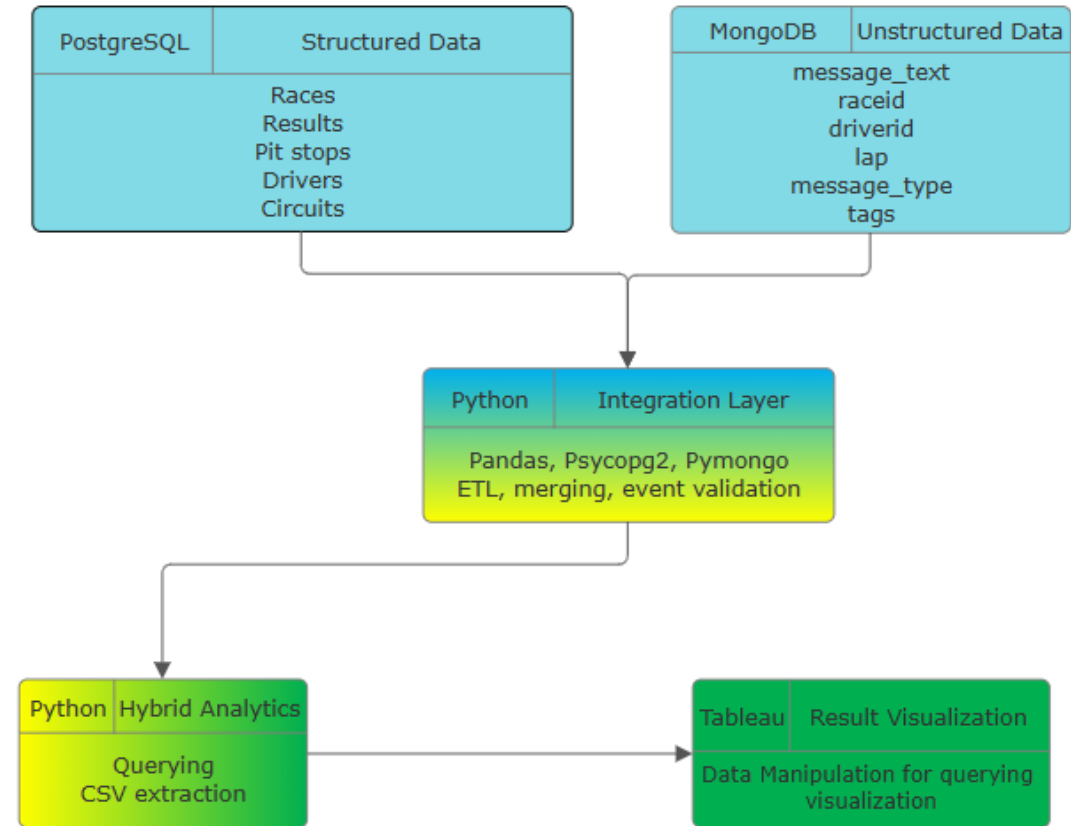 PostgreSQL
Structured Data
Races
Results
Pit stops
Drivers
Circuits
MongoDB
Unstructured Data
message_text
raceid
driverid
lap
message_type
tags
Python
Integration Layer
Pandas, Psycopg2, Pymongo
ETL, merging, event validation
Python
Hybrid Analytics
Querying
CSV extraction
Tableau
Result Visualization
Data Manipulation for querying
visualization